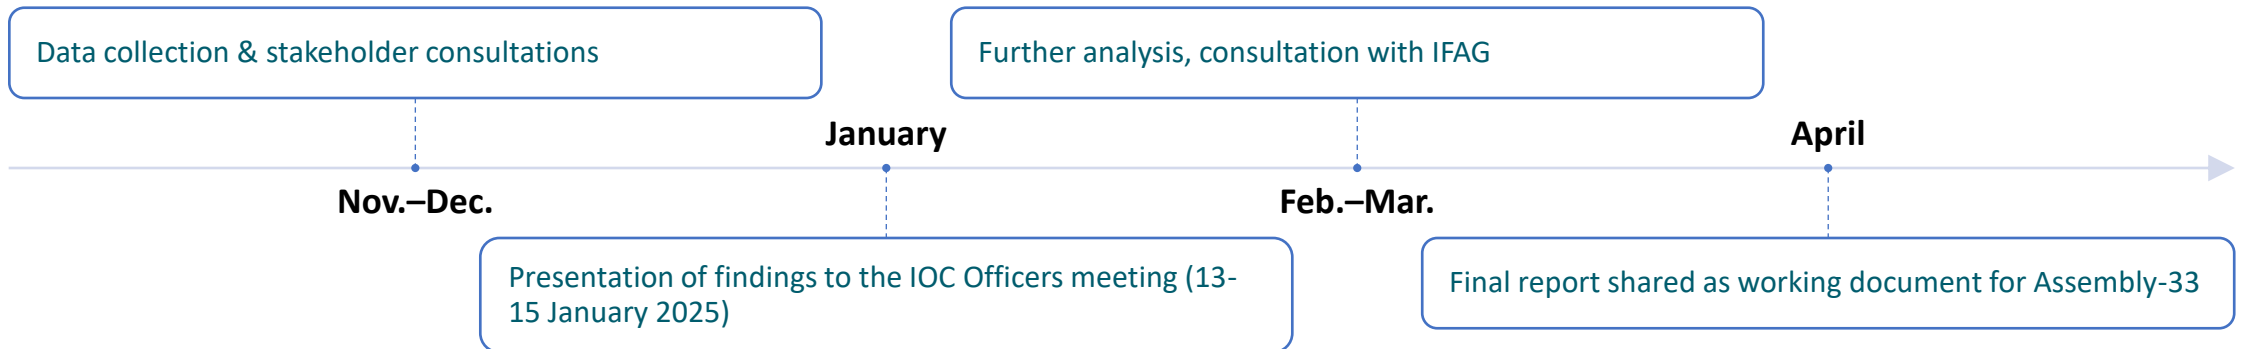 Data collection & stakeholder consultations
Further analysis, consultation with IFAG
January
April
Nov.–Dec.
Feb.–Mar.
Presentation of findings to the IOC Officers meeting (13-
15 January 2025)
Final report shared as working document for Assembly-33